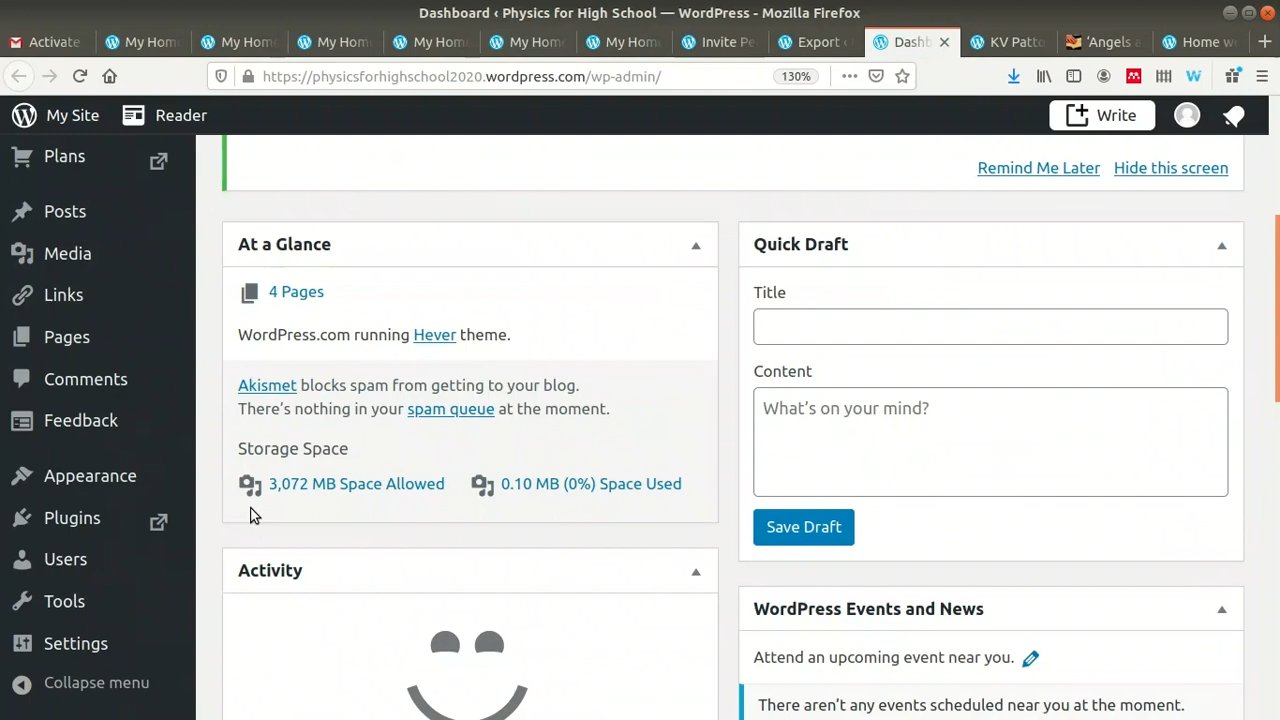 Dashboard ‹ Physics for High School — WordPress - Mozilla Firefox
Activate
My Home
My Home
My Home
My Home
My Home
My Home
Invite Pe
Export ‹
Dashb
KV Patto
'Angels a
Home w
https://physicsforhighschool2020.wordpress.com/wp-admin/
130%
My Site
Reader
Write
Plans
Posts
Media
Links
Pages
Comments
Feedback
Appearance
Plugins
Users
Tools
Settings
Collapse menu
Remind Me Later Hide this screen
At a Glance
4 Pages
WordPress.com running Hever theme.
Akismet blocks spam from getting to your blog.
There's nothing in your spam queue at the moment.
Storage Space
3,072 MB Space Allowed
0.10 MB (0%) Space Used
Activity
Quick Draft
Title
Content
What's on your mind?
Save Draft
WordPress Events and News
Attend an upcoming event near you.
There aren't any events scheduled near you at the moment.